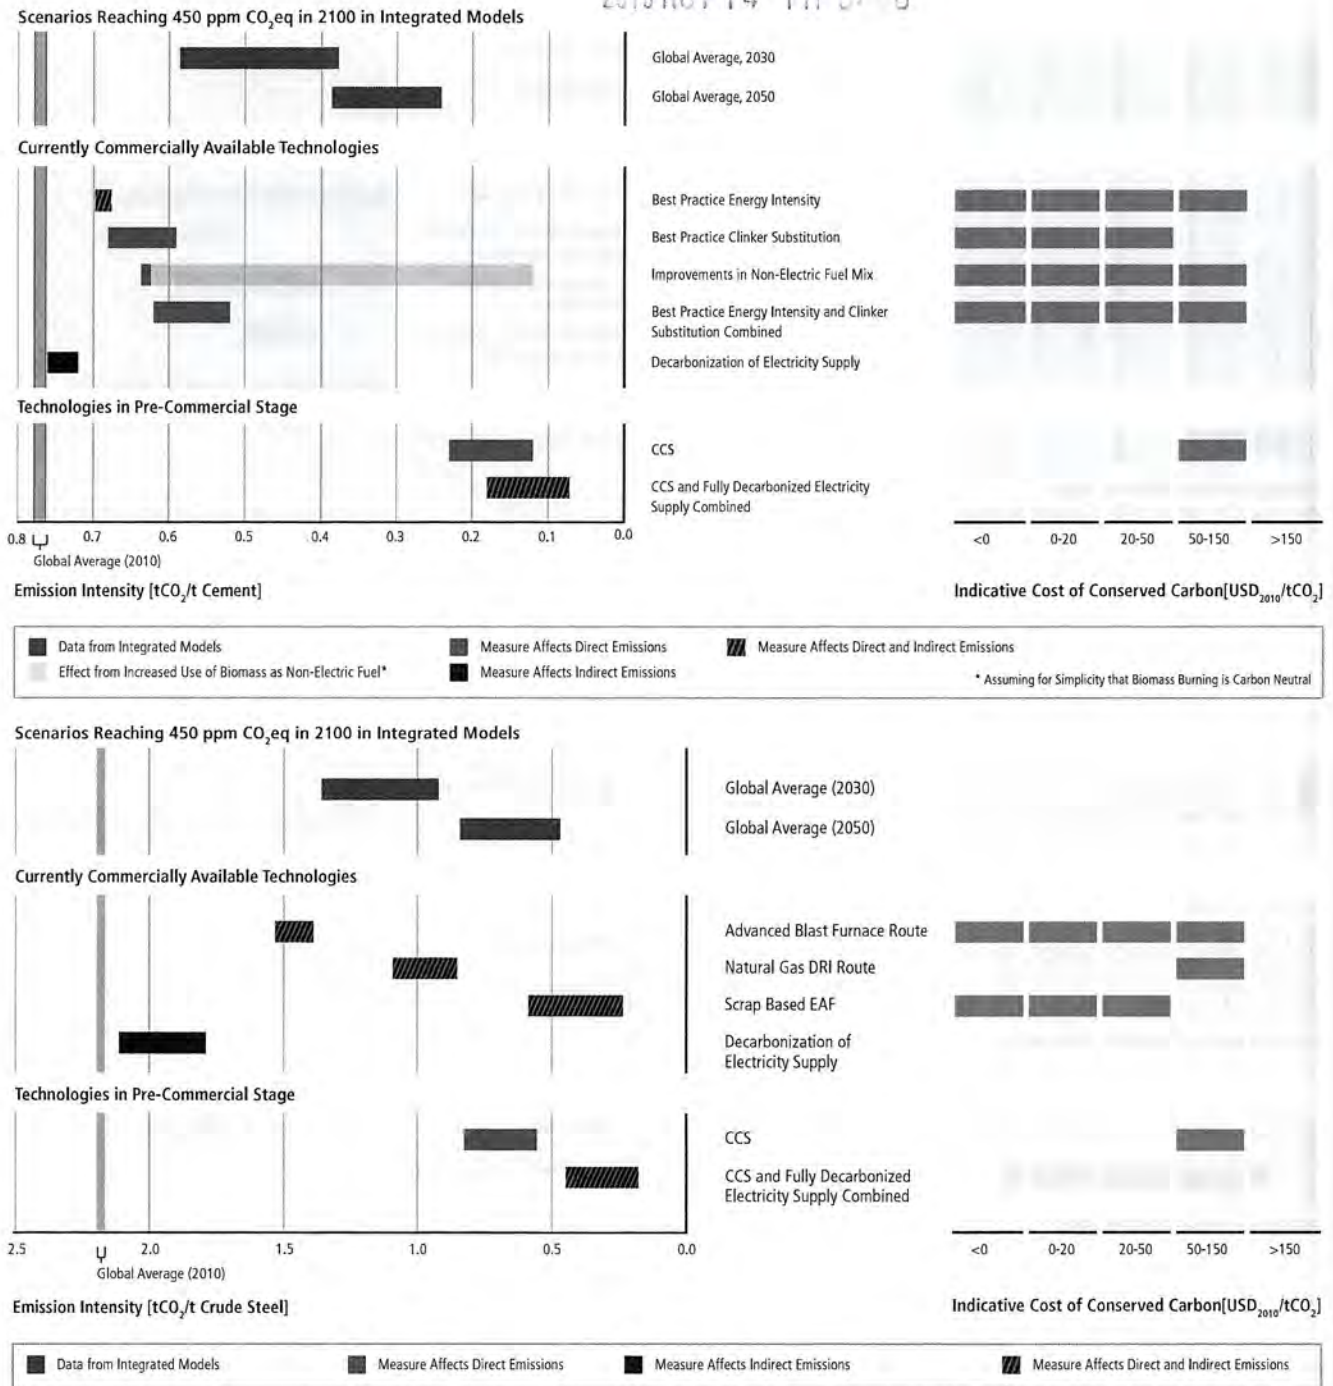 Scenarios Reaching 450 ppm CO₂eq in 2100 in Integrated Models
Global Average, 2030
Global Average, 2050
Currently Commercially Available Technologies
Best Practice Energy Intensity
Best Practice Clinker Substitution
Improvements in Non-Electric Fuel Mix
Best Practice Energy Intensity and Clinker
Substitution Combined
Decarbonization of Electricity Supply
Technologies in Pre-Commercial Stage
CCS
CCS and Fully Decarbonized Electricity
Supply Combined
0.8 0.7 0.6 0.5 0.4 0.3 0.2 0.1 0.0
<0 0-20 20-50 50-150 >150
Global Average (2010)
Emission Intensity [tCO₂/t Cement]
Indicative Cost of Conserved Carbon[USD₂₀₁₀/tCO₂]
Data from Integrated Models
Measure Affects Direct Emissions
Measure Affects Direct and Indirect Emissions
Effect from Increased Use of Biomass as Non-Electric Fuel*
Measure Affects Indirect Emissions
* Assuming for Simplicity that Biomass Burning is Carbon Neutral
Scenarios Reaching 450 ppm CO₂eq in 2100 in Integrated Models
Global Average (2030)
Global Average (2050)
Currently Commercially Available Technologies
Advanced Blast Furnace Route
Natural Gas DRI Route
Scrap Based EAF
Decarbonization of
Electricity Supply
Technologies in Pre-Commercial Stage
CCS
CCS and Fully Decarbonized
Electricity Supply Combined
2.5 2.0 1.5 1.0 0.5 0.0
<0 0-20 20-50 50-150 >150
Global Average (2010)
Emission Intensity [tCO₂/t Crude Steel]
Indicative Cost of Conserved Carbon[USD₂₀₁₀/tCO₂]
Data from Integrated Models
Measure Affects Direct Emissions
Measure Affects Indirect Emissions
Measure Affects Direct and Indirect Emissions